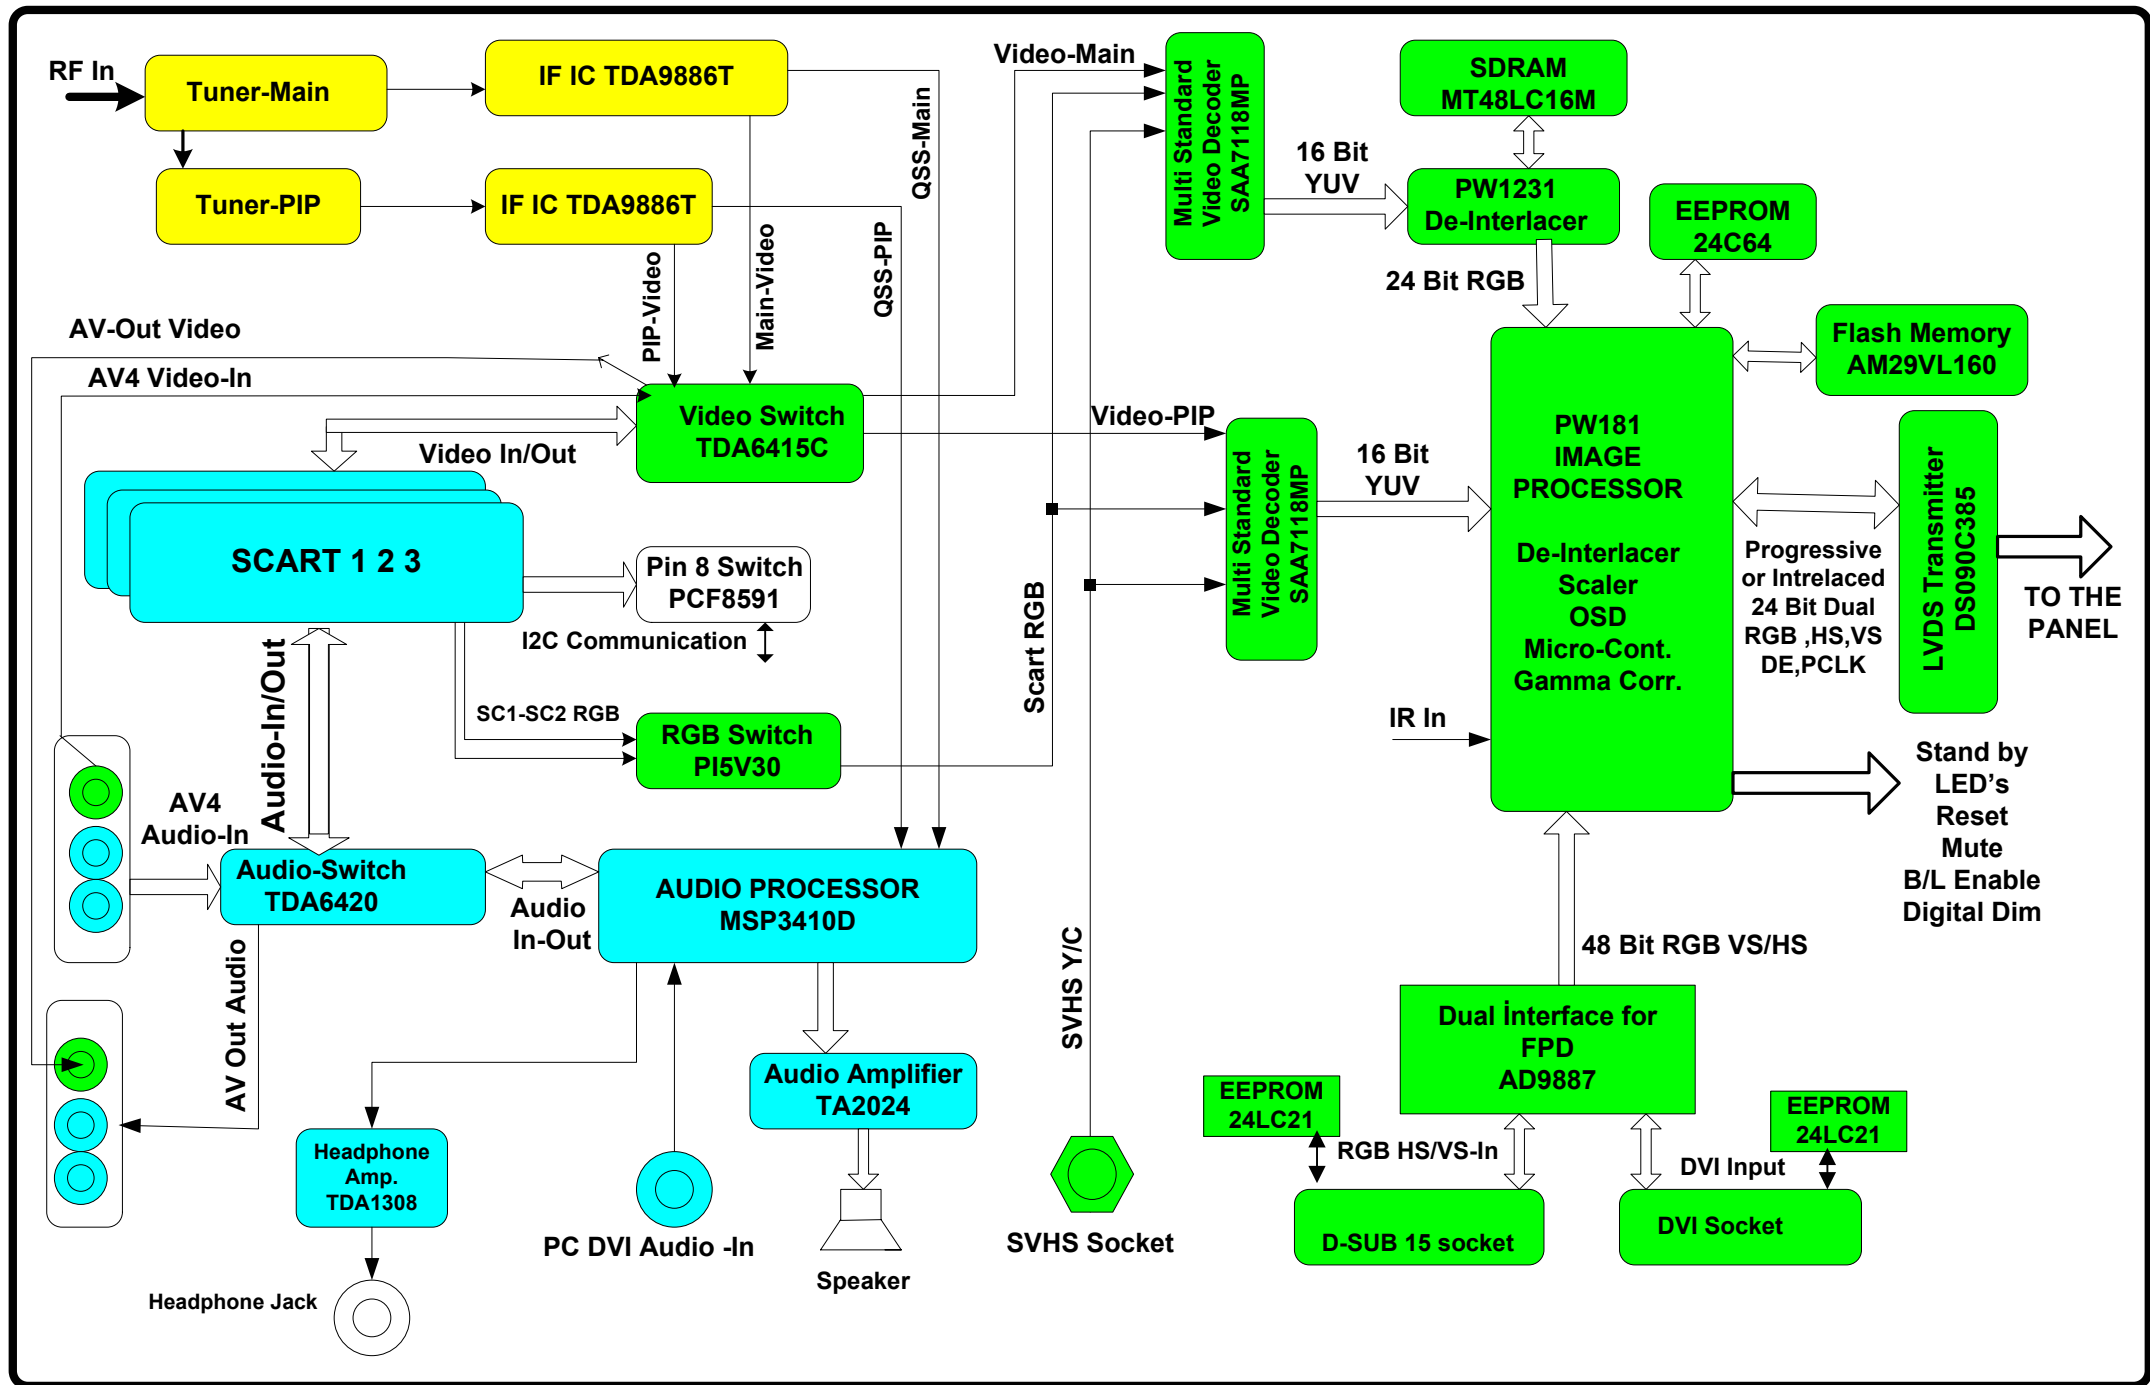 RF In
Tuner-Main
IF IC TDA9886T
Tuner-PIP
IF IC TDA9886T
QSS-Main
QSS-PIP
PIP-Video
Main-Video
Video-Main
Multi Standard
Video Decoder
SAA7118MP
16 Bit
YUV
SDRAM
MT48LC16M
PW1231
De-Interlacer
EEPROM
24C64
24 Bit RGB
Flash Memory
AM29VL160
AV-Out Video
AV4 Video-In
Video Switch
TDA6415C
Video In/Out
Video-PIP
Multi Standard
Video Decoder
SAA7118MP
16 Bit
YUV
PW181
IMAGE
PROCESSOR
De-Interlacer
Scaler
OSD
Micro-Cont.
Gamma Corr.
LVDS Transmitter
DS090C385
Progressive
or Intrelaced
24 Bit Dual
RGB ,HS,VS
DE,PCLK
TO THE
PANEL
SCART 1 2 3
Pin 8 Switch
PCF8591
I2C Communication
Audio-In/Out
SC1-SC2 RGB
RGB Switch
PI5V30
Scart RGB
IR In
Stand by
LED’s
Reset
Mute
B/L Enable
Digital Dim
AV4
Audio-In
Audio-Switch
TDA6420
Audio
In-Out
AUDIO PROCESSOR
MSP3410D
AV Out Audio
SVHS Y/C
48 Bit RGB VS/HS
Dual İnterface for
FPD
AD9887
Audio Amplifier
TA2024
Headphone
Amp.
TDA1308
EEPROM
24LC21
RGB HS/VS-In
EEPROM
24LC21
DVI Input
PC DVI Audio -In
Speaker
SVHS Socket
D-SUB 15 socket
DVI Socket
Headphone Jack